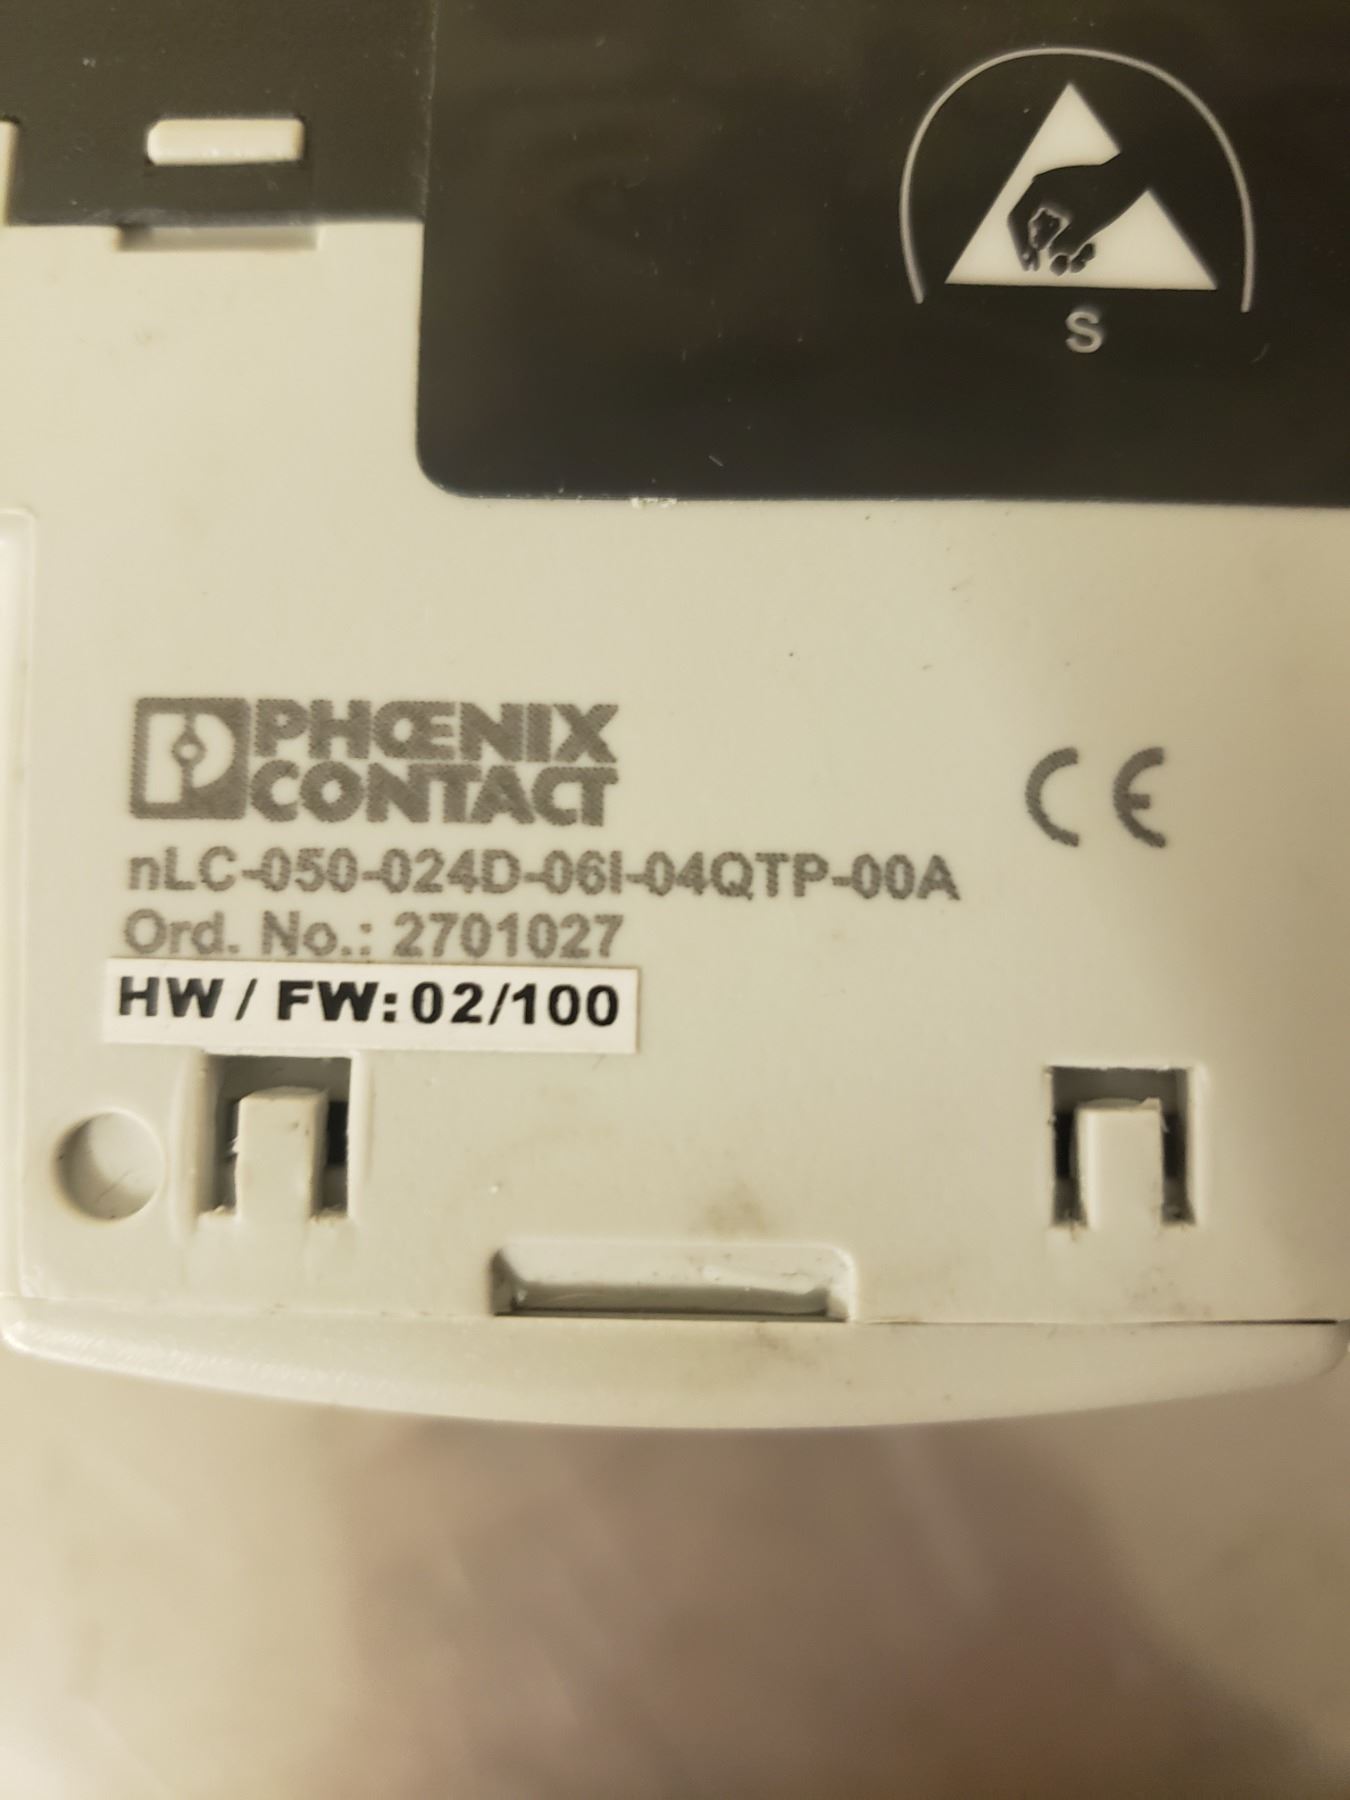 S
PHŒNIX
CONTACT
CE
nLC-050-024D-06I-04QTP-00A
Ord. No.: 2701027
HW / FW: 02/100